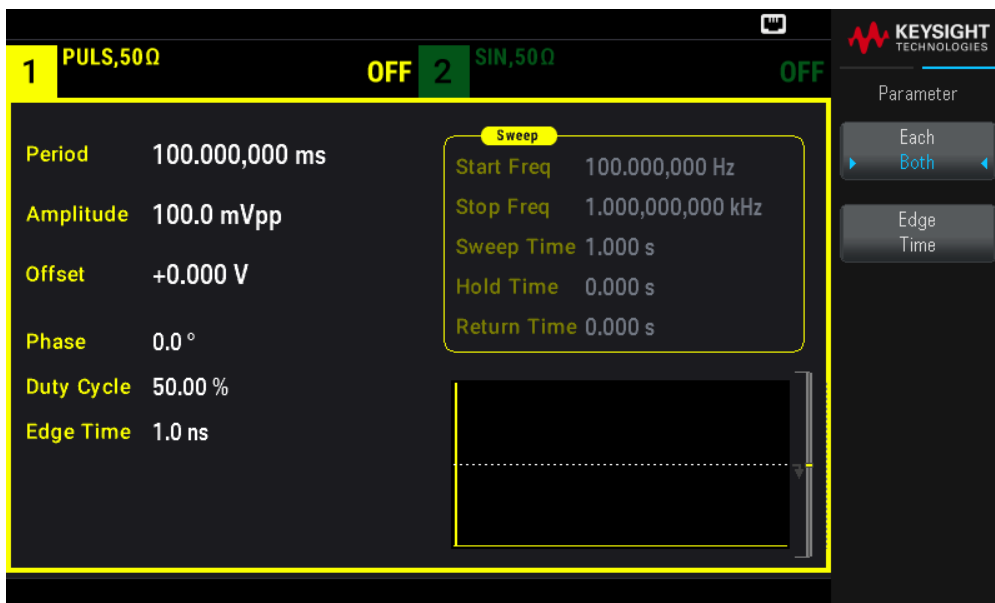 1 PULS,50Ω OFF 2 SIN,50Ω OFF
Period 100.000,000 ms
Amplitude 100.0 mVpp
Offset +0.000 V
Phase 0.0 °
Duty Cycle 50.00 %
Edge Time 1.0 ns
Sweep
Start Freq 100.000,000 Hz
Stop Freq 1.000,000,000 kHz
Sweep Time 1.000 s
Hold Time 0.000 s
Return Time 0.000 s
KEYSIGHT
TECHNOLOGIES
Parameter
Each
Both
Edge
Time